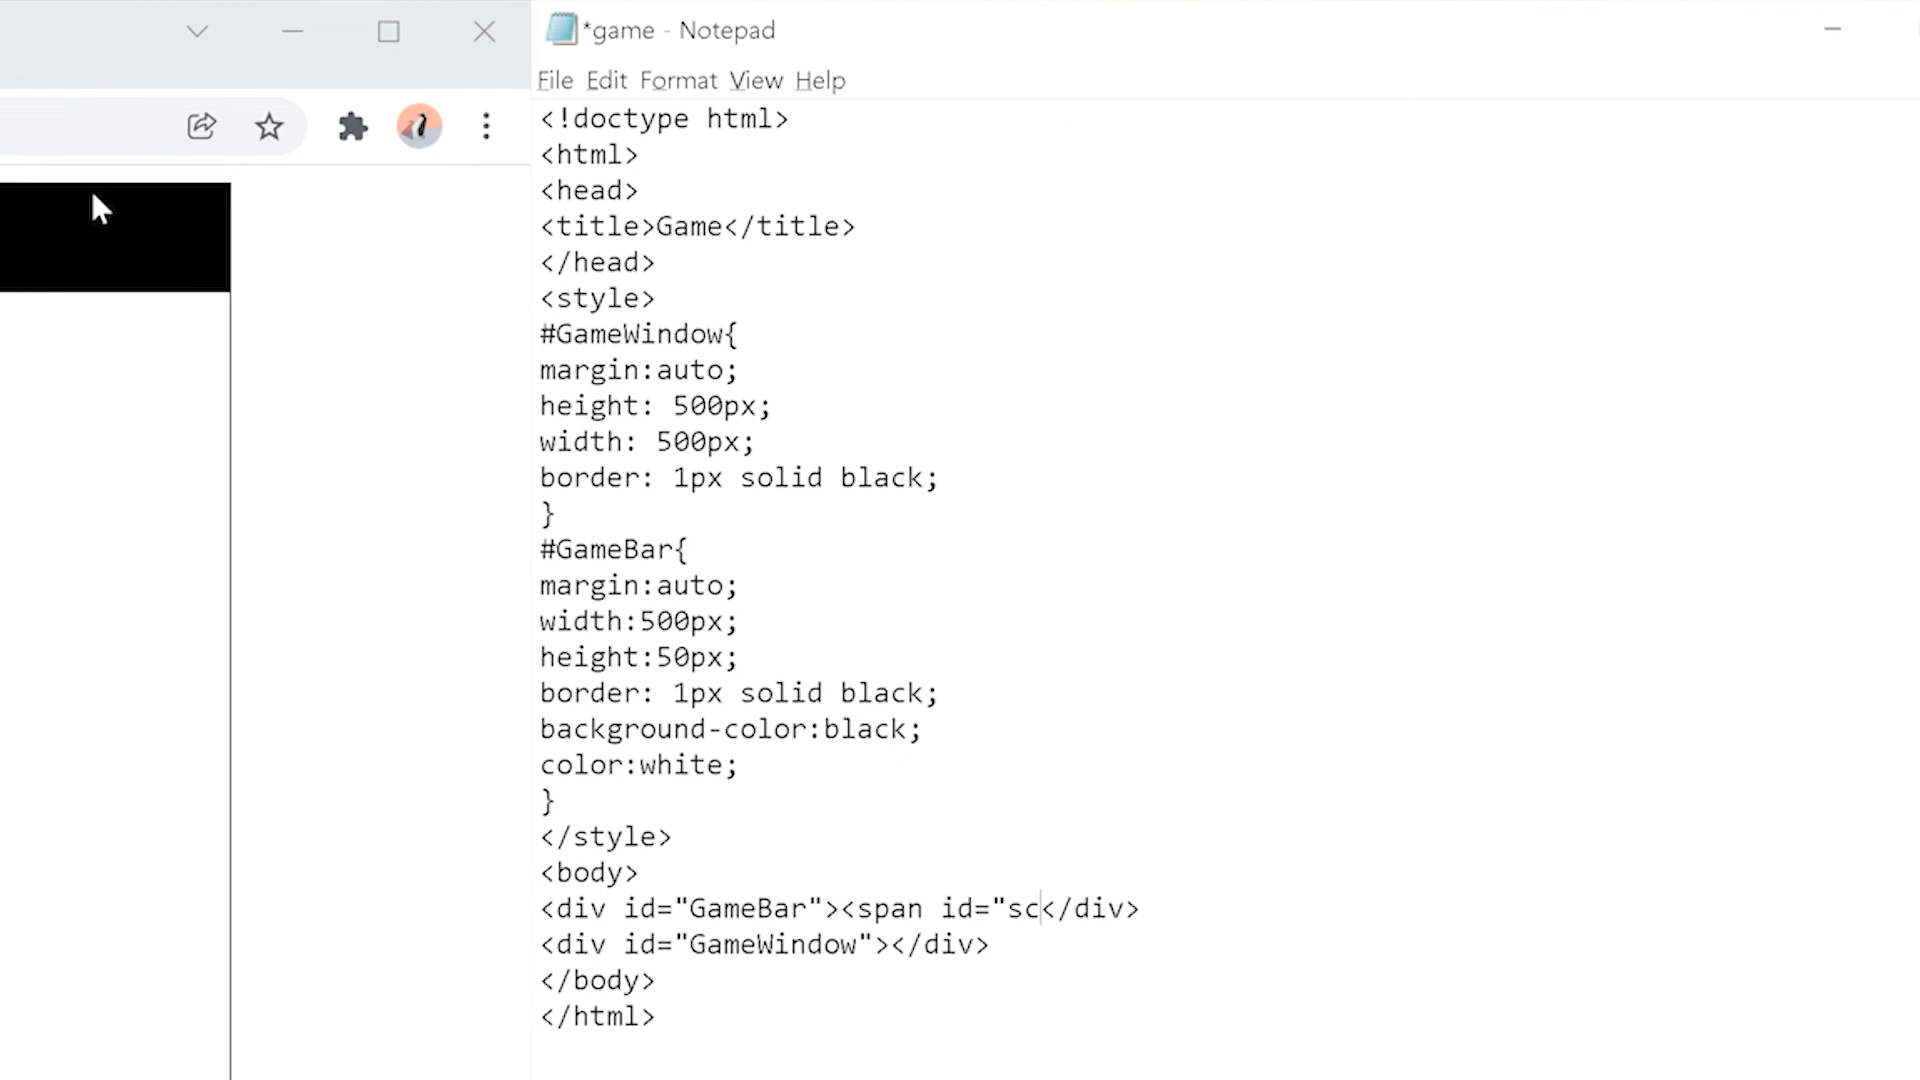 *game - Notepad
File Edit Format View Help
<!doctype html>
<html>
<head>
<title>Game</title>
</head>
<style>
#GameWindow{
margin:auto;
height: 500px;
width: 500px;
border: 1px solid black;
}
#GameBar{
margin:auto;
width:500px;
height:50px;
border: 1px solid black;
background-color:black;
color:white;
}
</style>
<body>
<div id="GameBar"><span id="sc</div>
<div id="GameWindow"></div>
</body>
</html>